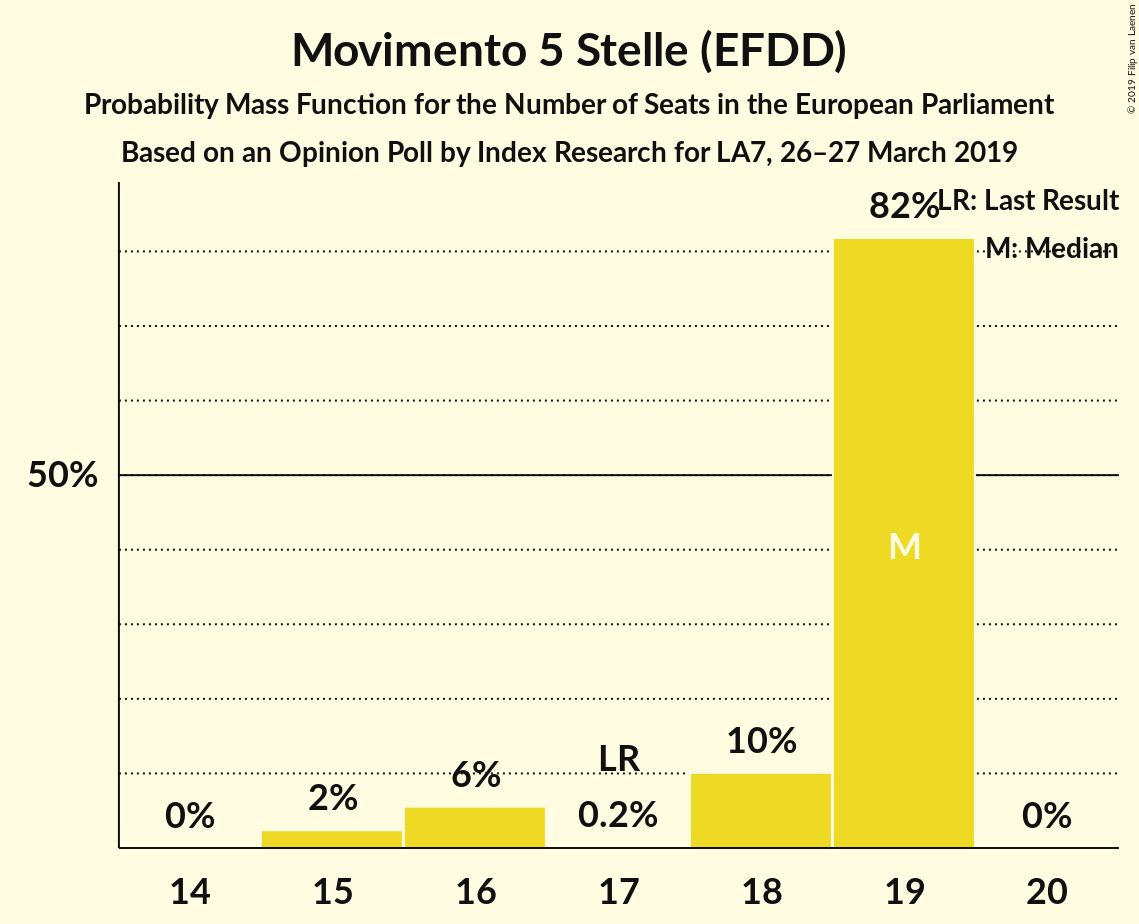 Movimento 5 Stelle (EFDD)
Probability Mass Function for the Number of Seats in the European Parliament
Based on an Opinion Poll by Index Research for LA7, 26–27 March 2019
© 2019 Filip van Laenen
82%
LR: Last Result
M: Median
50%
M
LR
10%
6%
2%
0%
0.2%
0%
14 15 16 17 18 19 20